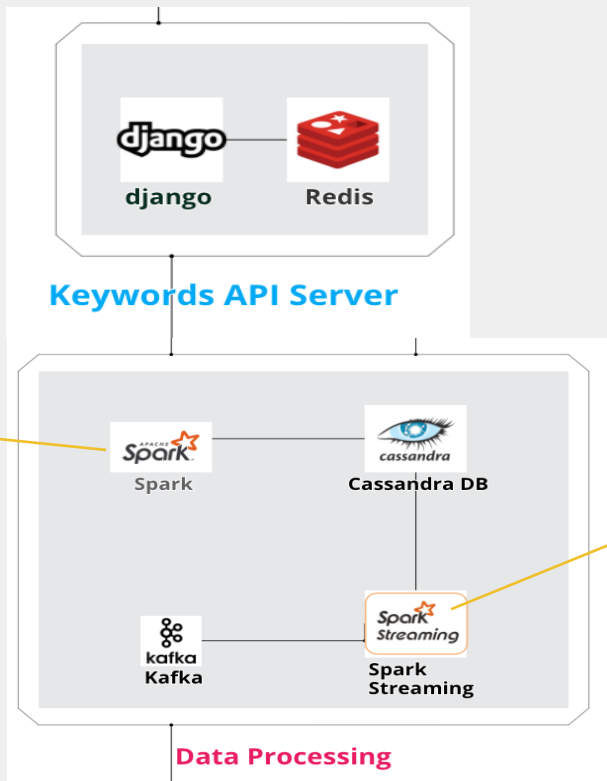 django
django
Redis
Keywords API Server
APACHE
Spark
Spark
cassandra
Cassandra DB
Spark
Streaming
kafka
Kafka
Spark
Streaming
Data Processing